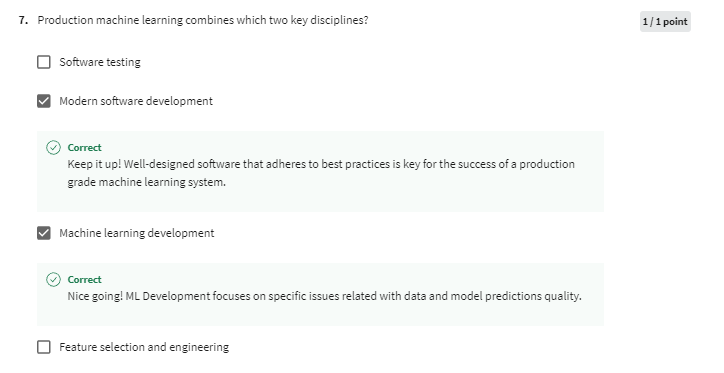 7. Production machine learning combines which two key disciplines?
1 / 1 point
Software testing
Modern software development
Correct
Keep it up! Well-designed software that adheres to best practices is key for the success of a production
grade machine learning system.
Machine learning development
Correct
Nice going! ML Development focuses on specific issues related with data and model predictions quality.
Feature selection and engineering